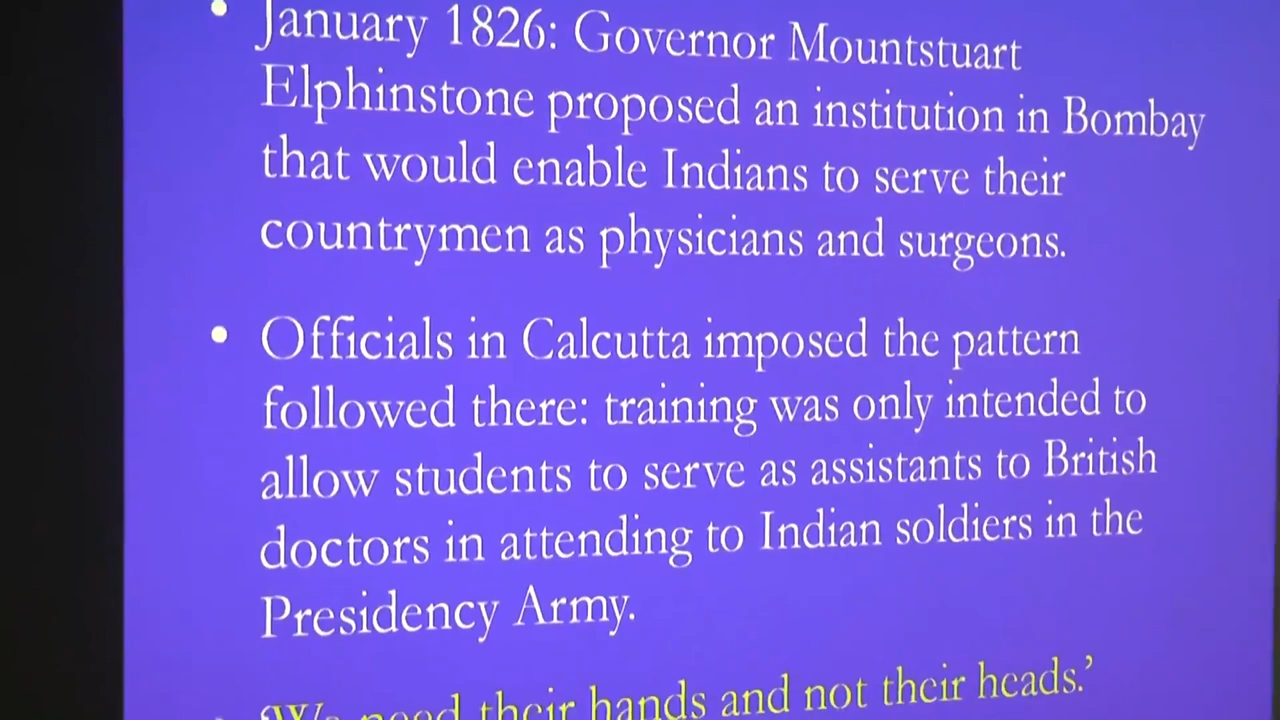 • January 1826: Governor Mountstuart
Elphinstone proposed an institution in Bombay
that would enable Indians to serve their
countrymen as physicians and surgeons.
• Officials in Calcutta imposed the pattern
followed there: training was only intended to
allow students to serve as assistants to British
doctors in attending to Indian soldiers in the
Presidency Army.
• ‘We need their hands and not their heads.’